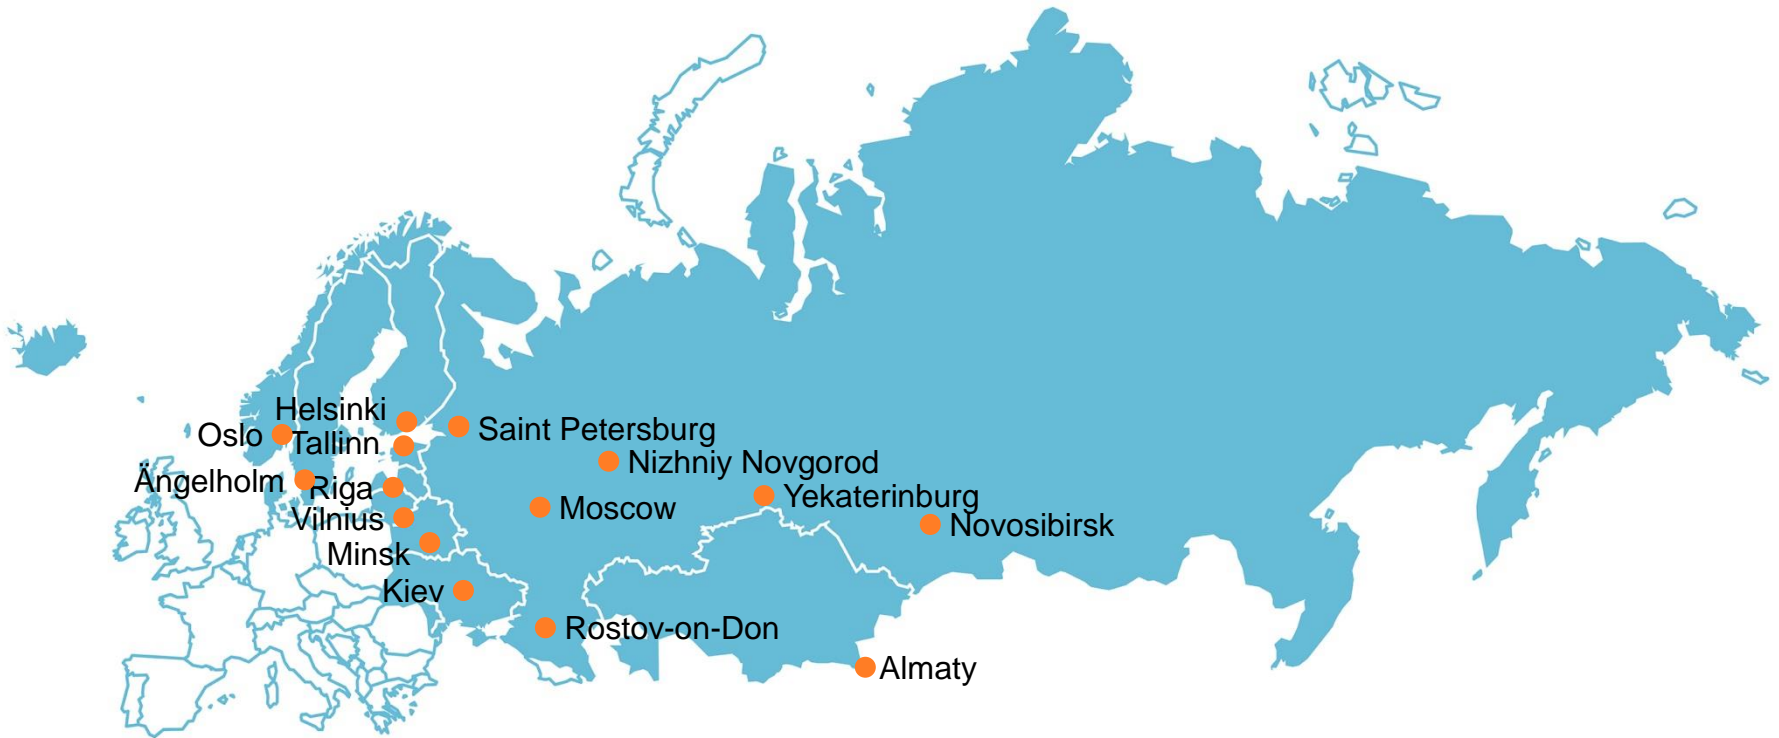 Helsinki
Oslo
Tallinn
Saint Petersburg
Nizhniy Novgorod
Ängelholm
Riga
Yekaterinburg
Moscow
Vilnius
Novosibirsk
Minsk
Kiev
Rostov-on-Don
Almaty